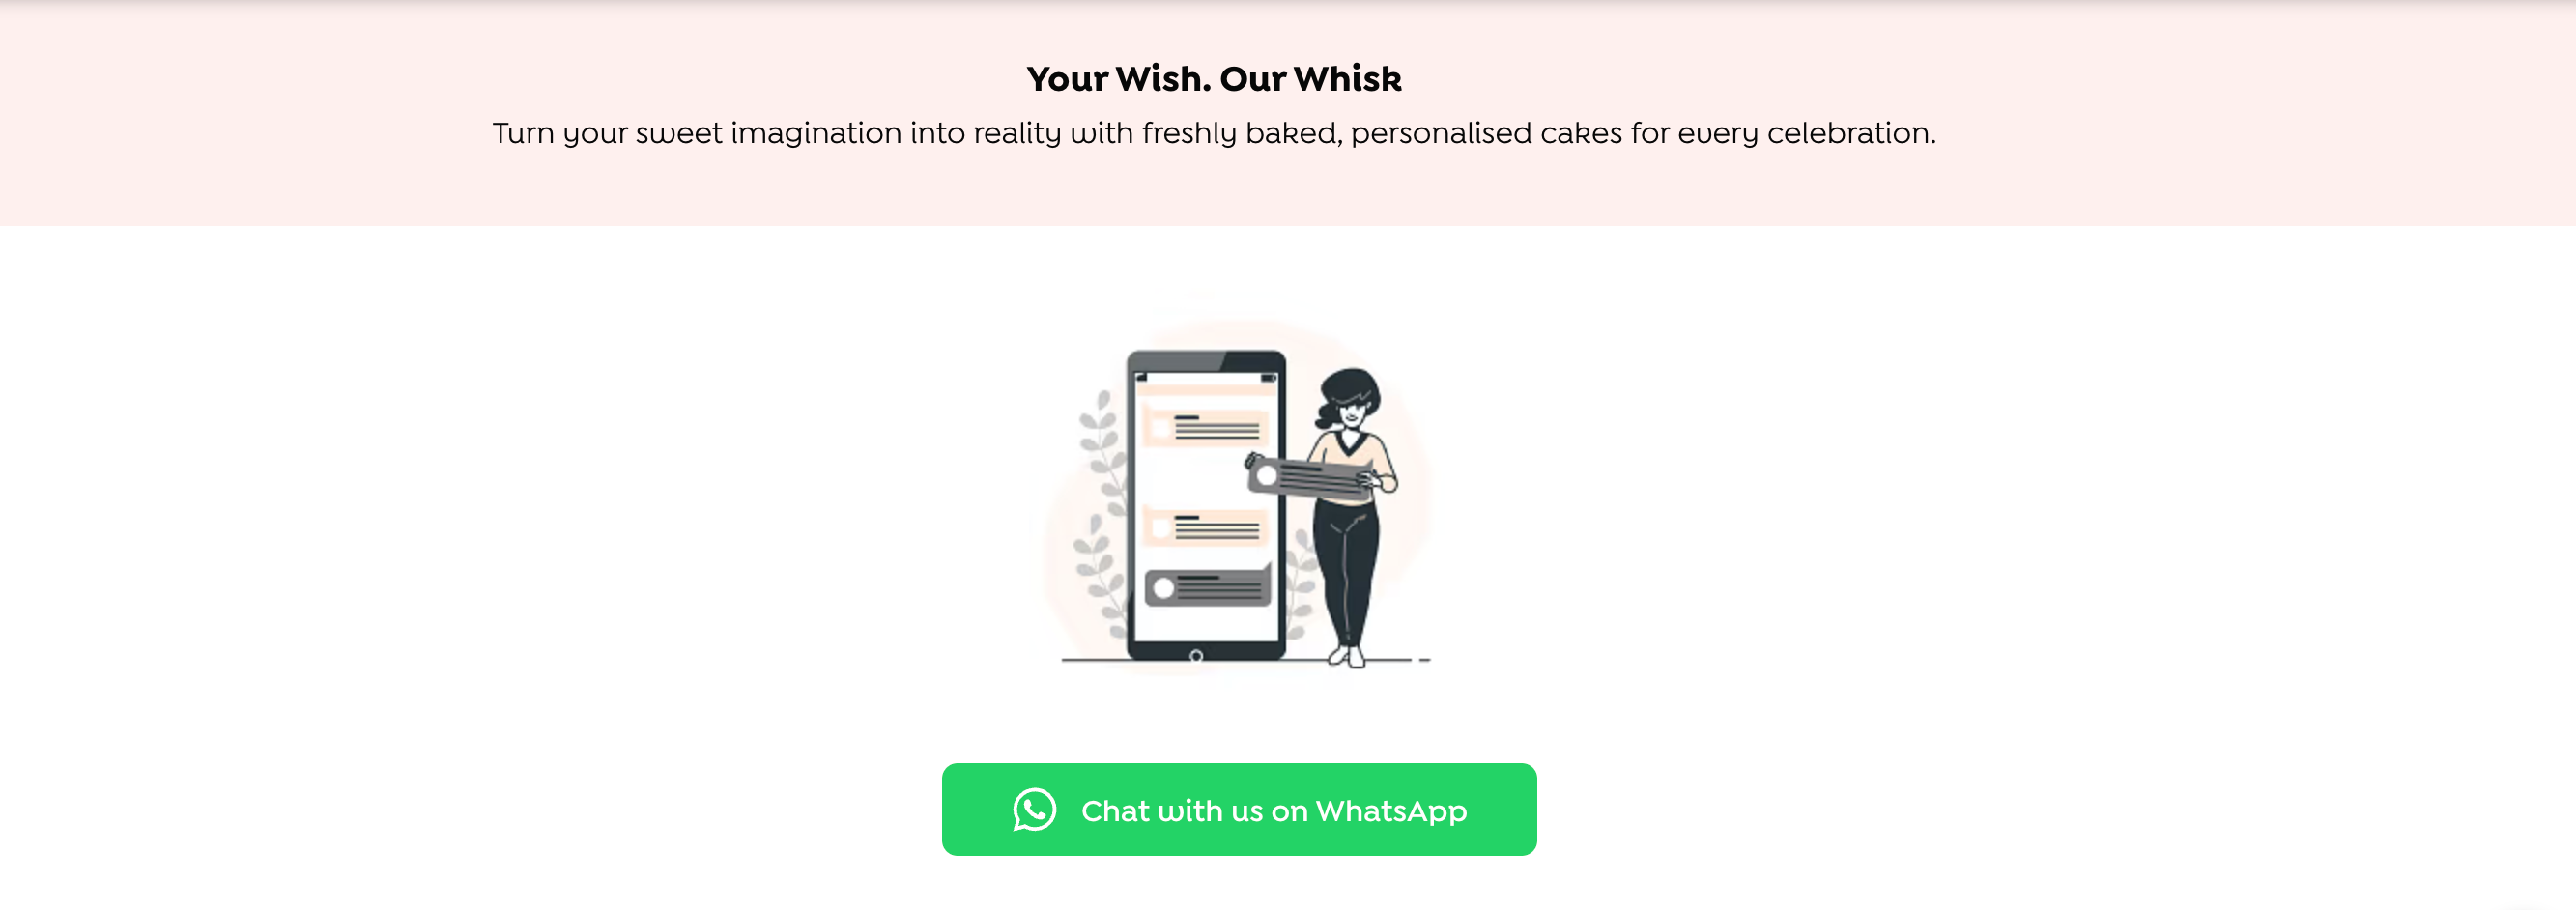 Your Wish. Our Whisk
Turn your sweet imagination into reality with freshly baked, personalised cakes for every celebration.
Chat with us on WhatsApp